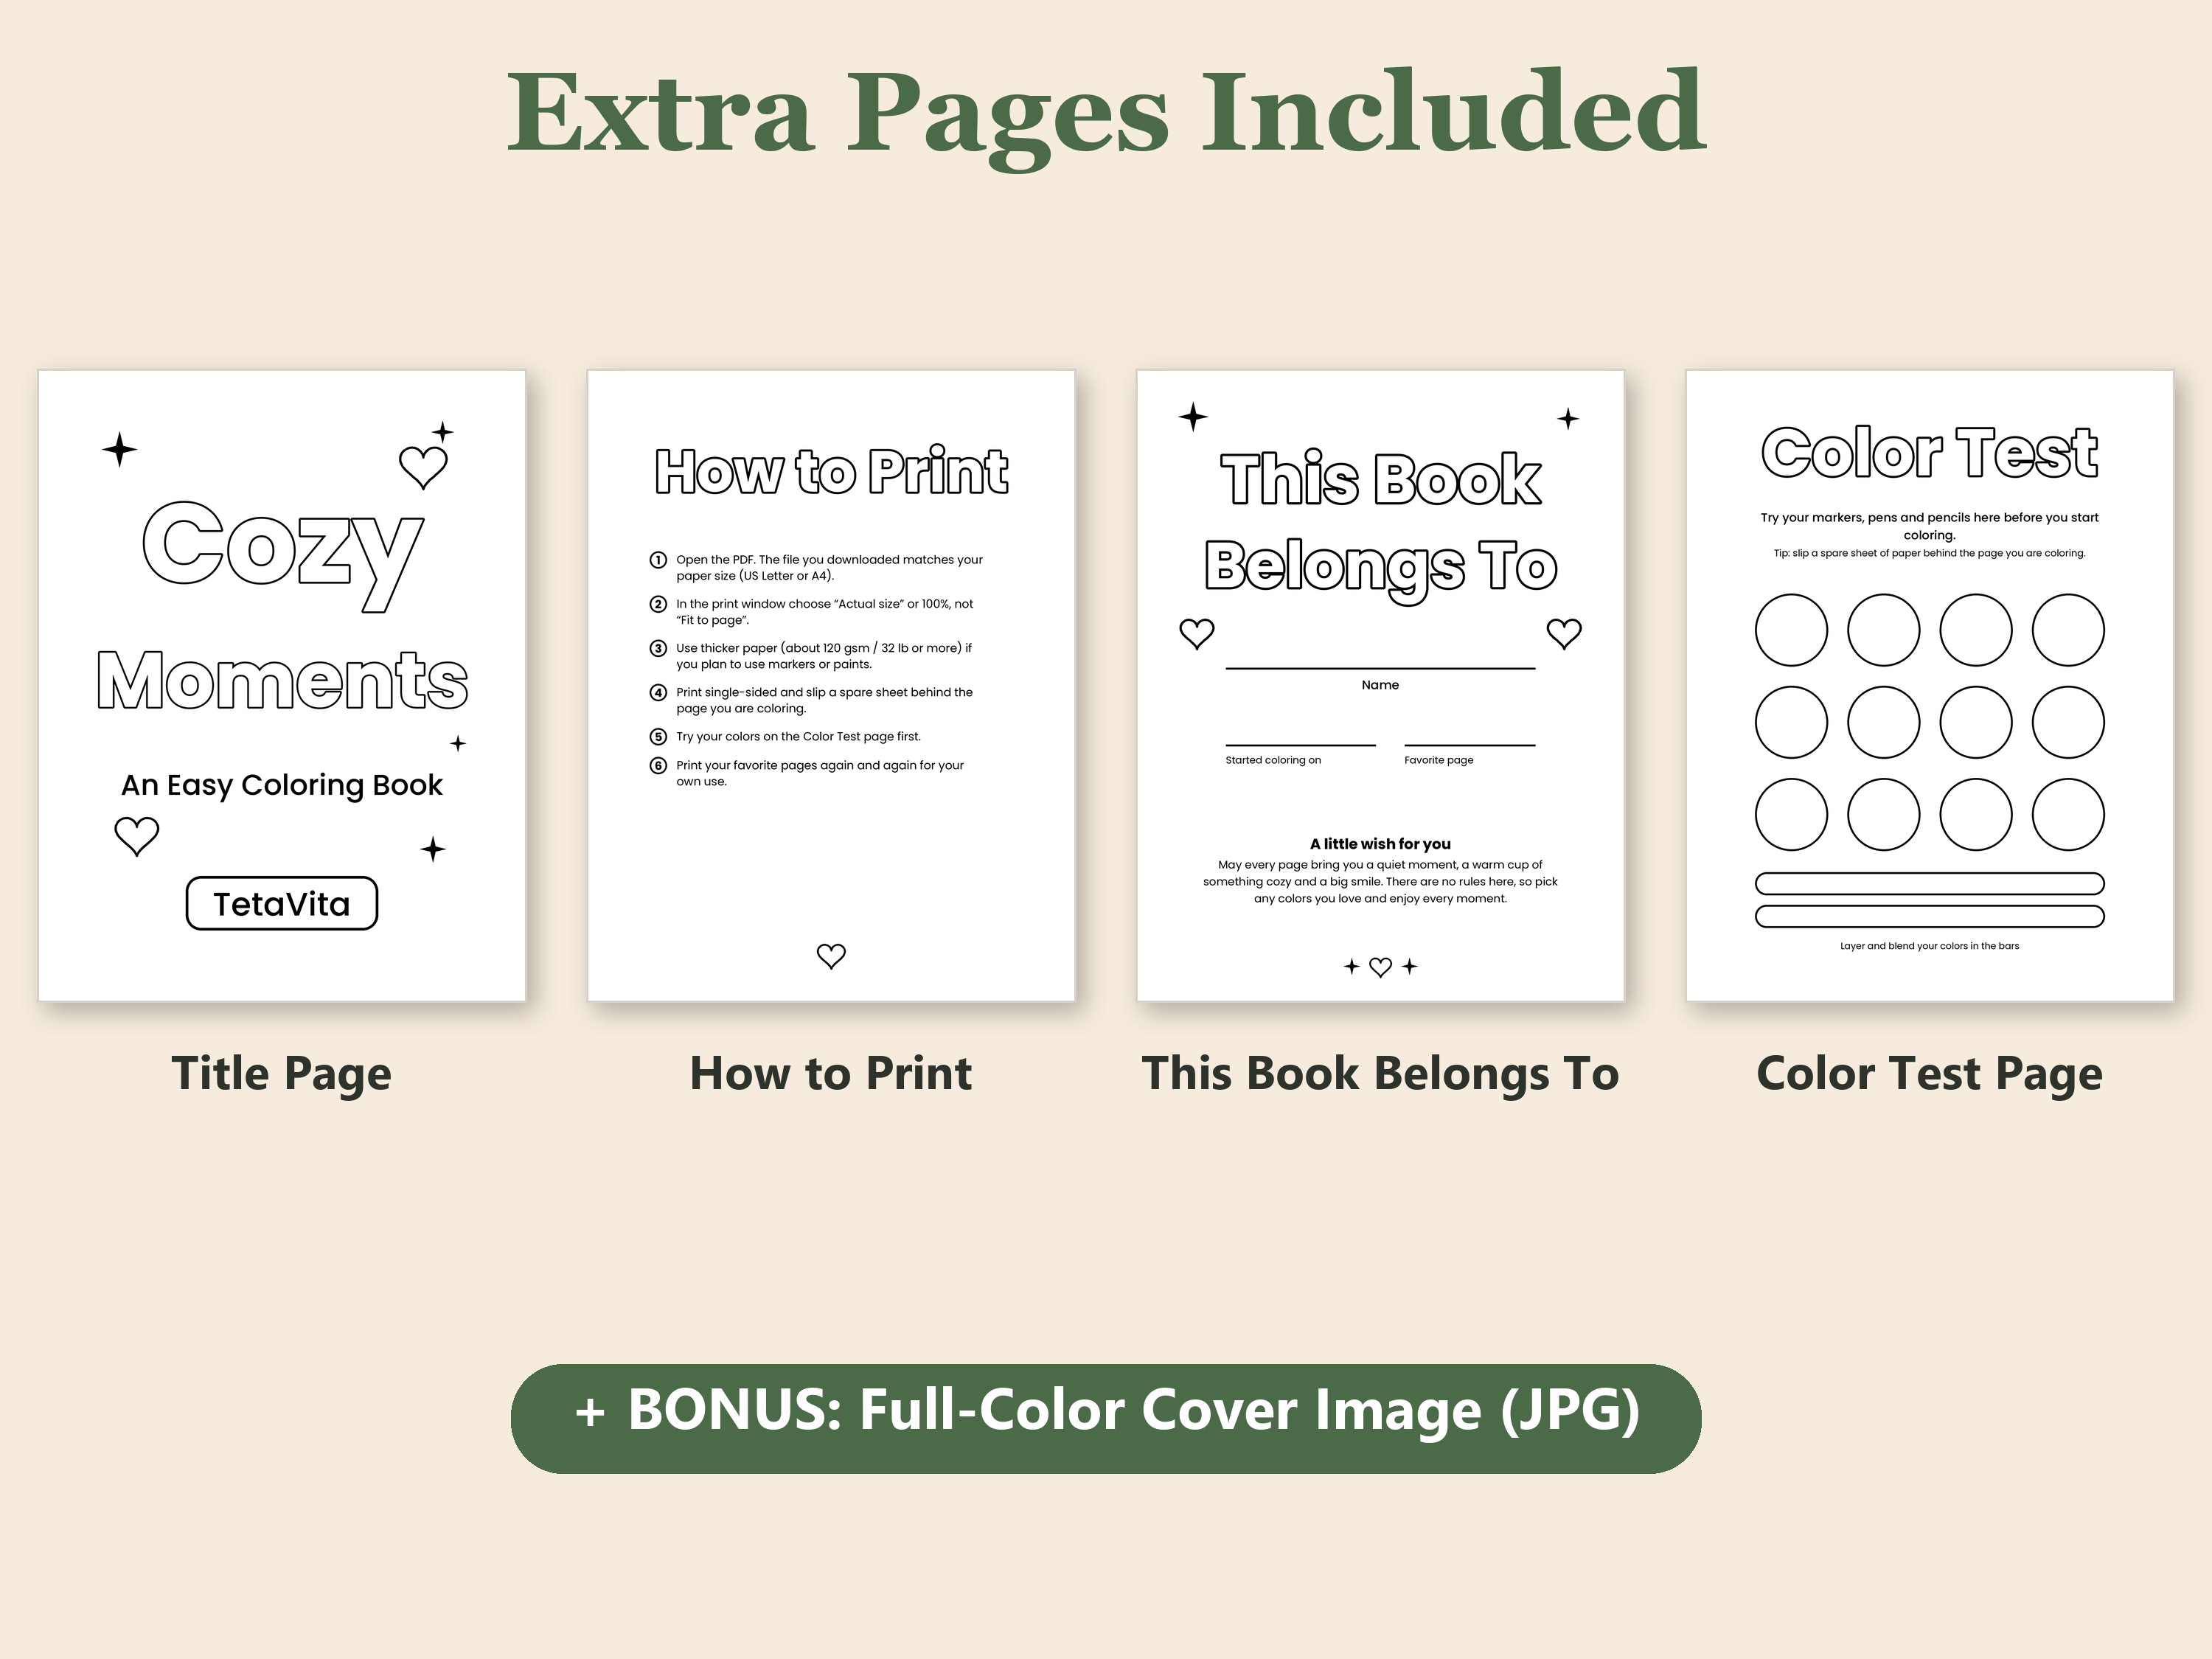 Extra Pages Included
Cozy
Moments
An Easy Coloring Book
TetaVita
Title Page
How to Print
1 Open the PDF. The file you downloaded matches your
paper size (US Letter or A4).
2 In the print window choose “Actual size” or 100%, not
“Fit to page”.
3 Use thicker paper (about 120 gsm / 32 lb or more) if
you plan to use markers or paints.
4 Print single-sided and slip a spare sheet behind the
page you are coloring.
5 Try your colors on the Color Test page first.
6 Print your favorite pages again and again for your
own use.
How to Print
This Book
Belongs To
Name
Started coloring on
Favorite page
A little wish for you
May every page bring you a quiet moment, a warm cup of
something cozy and a big smile. There are no rules here, so pick
any colors you love and enjoy every moment.
This Book Belongs To
Color Test
Try your markers, pens and pencils here before you start
coloring.
Tip: slip a spare sheet of paper behind the page you are coloring.
Layer and blend your colors in the bars
Color Test Page
+ BONUS: Full-Color Cover Image (JPG)